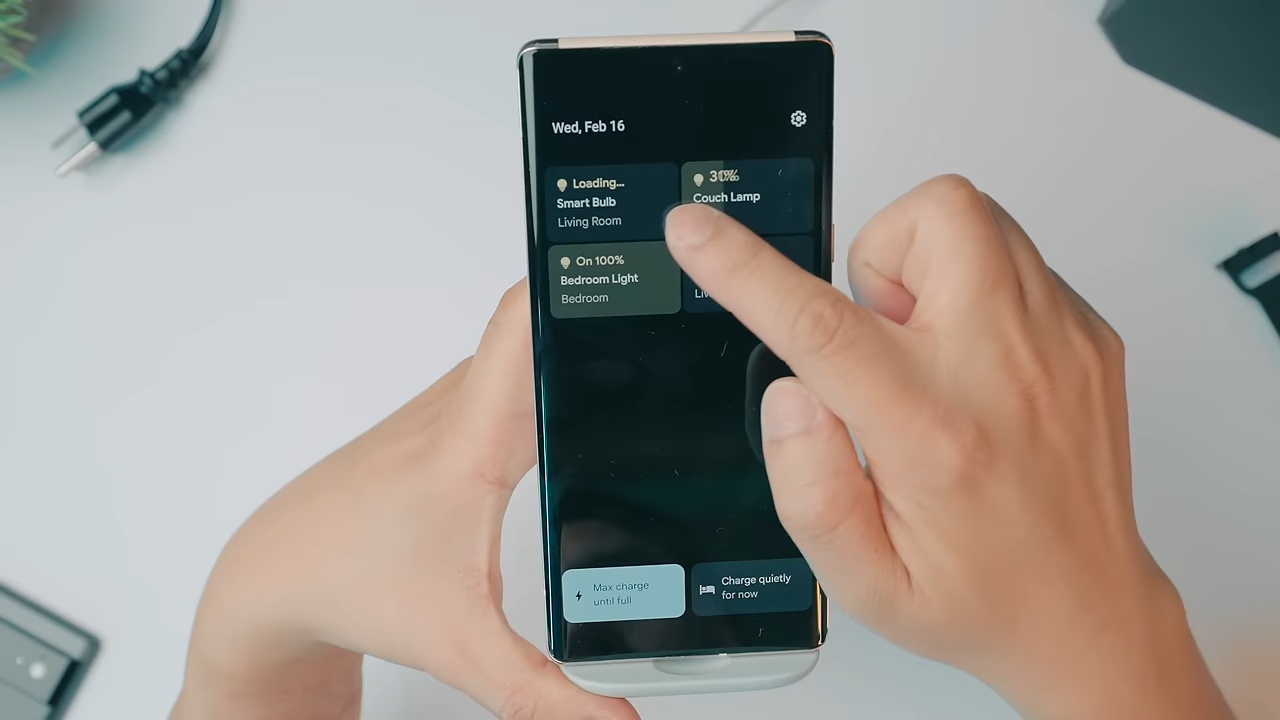 Wed, Feb 16
Loading...
Smart Bulb
Living Room
Couch Lamp
On 100%
Bedroom Light
Bedroom
Max charge
until full
Charge quietly
for now